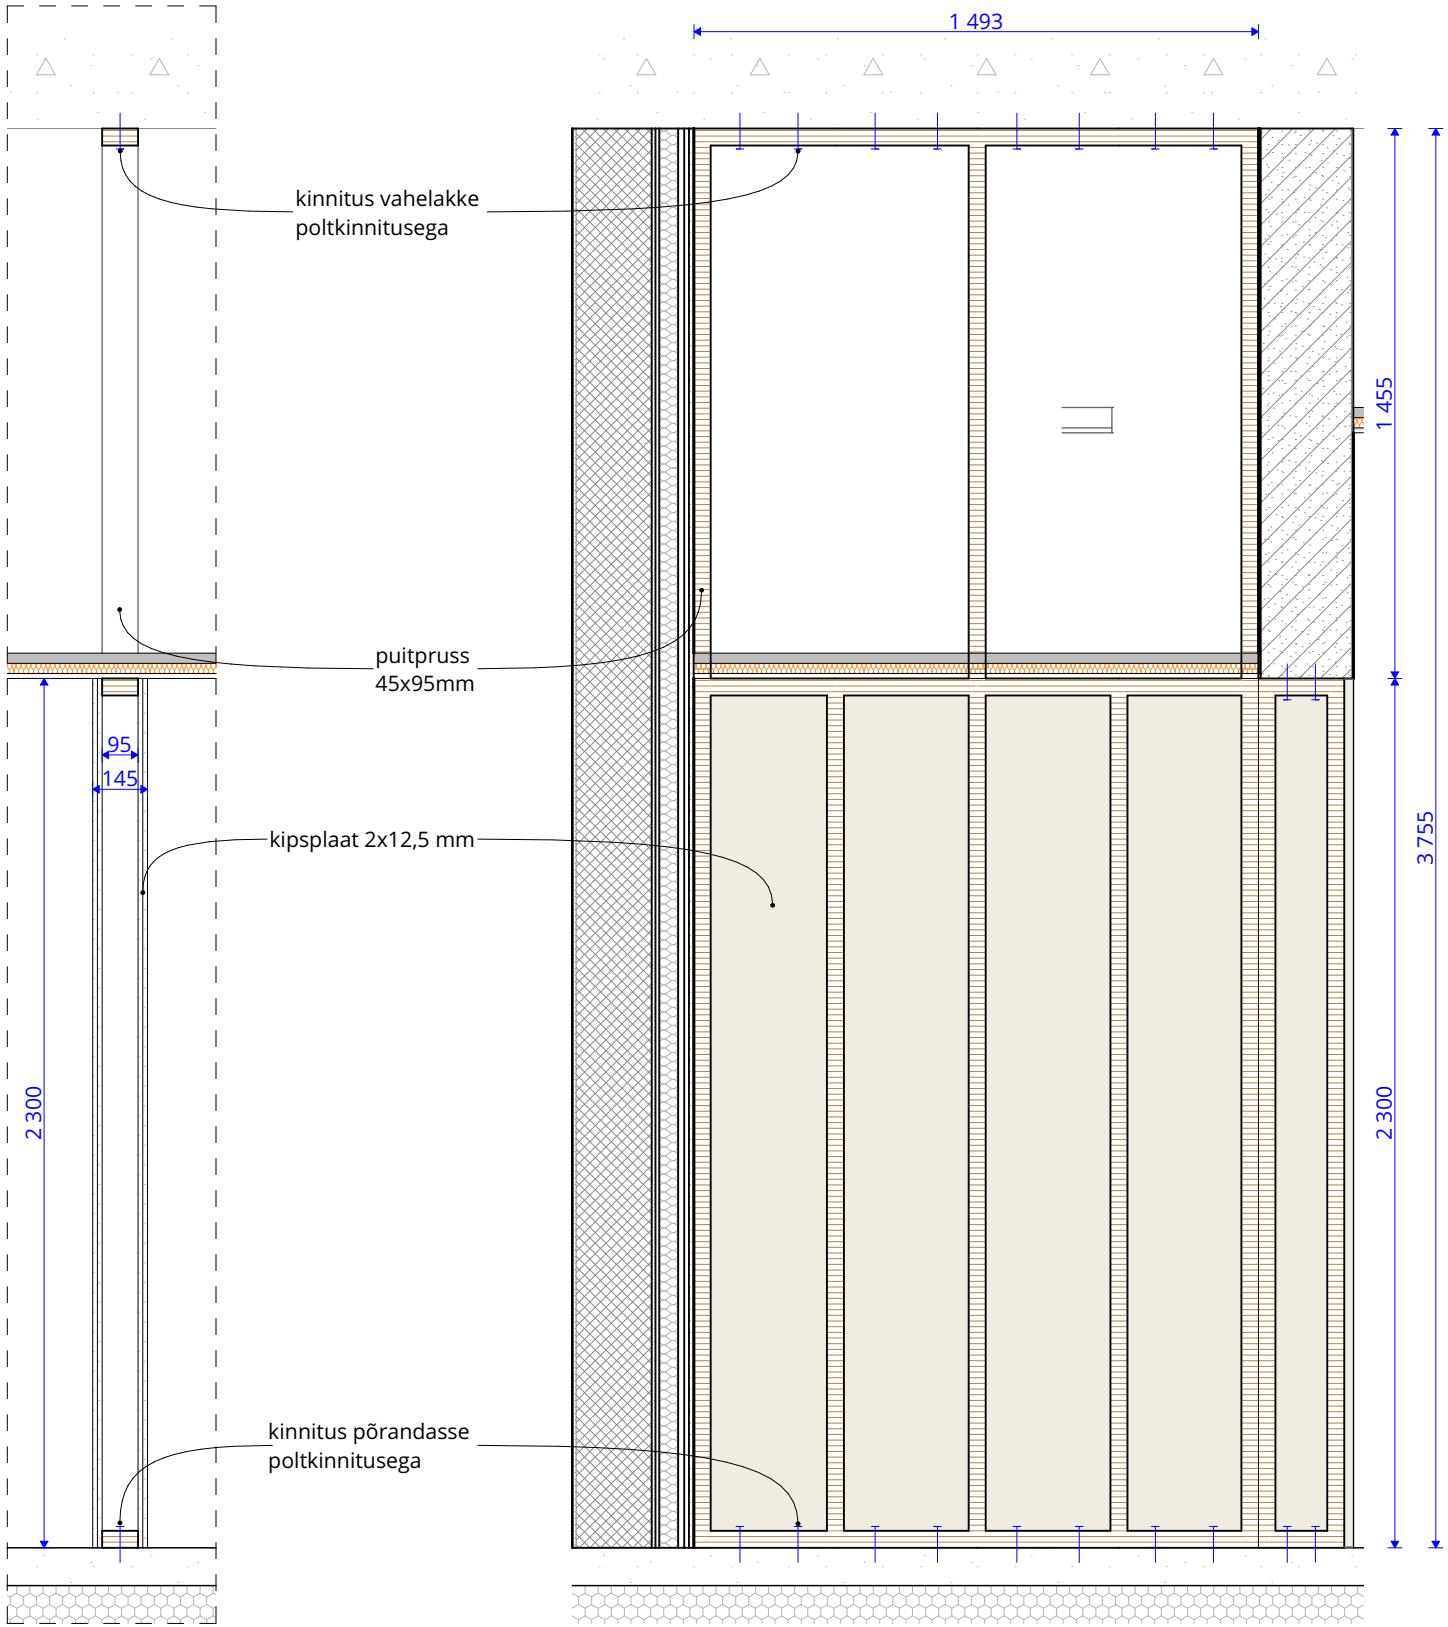 1 493
kinnitus vahelakke
poltkinnitusega
1 455
puitpruss
45x95mm
95
145
kipsplaat 2x12,5 mm
3 755
2 300
2 300
kinnitus põrandasse
poltkinnitusega